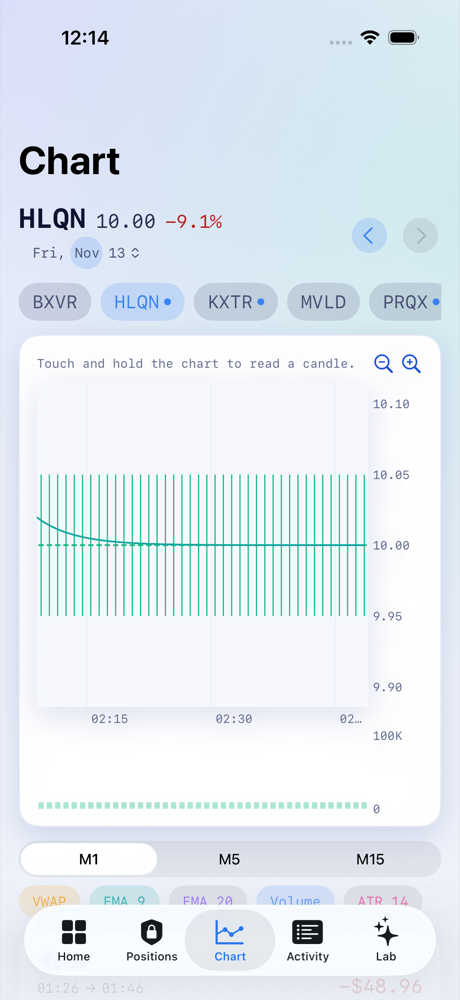 12:14
Chart
HLQN 10.00 −9.1%
Fri, Nov 13
BXVR HLQN KXTR MVLD PRQX
Touch and hold the chart to read a candle.
10.10
10.05
10.00
9.95
9.90
02:15 02:30 02…
100K
0
M1 M5 M15
VWAP EMA 9 EMA 20 Volume ATR 14
Home Positions Chart Activity Lab
01:26 → 01:46 −$48.96